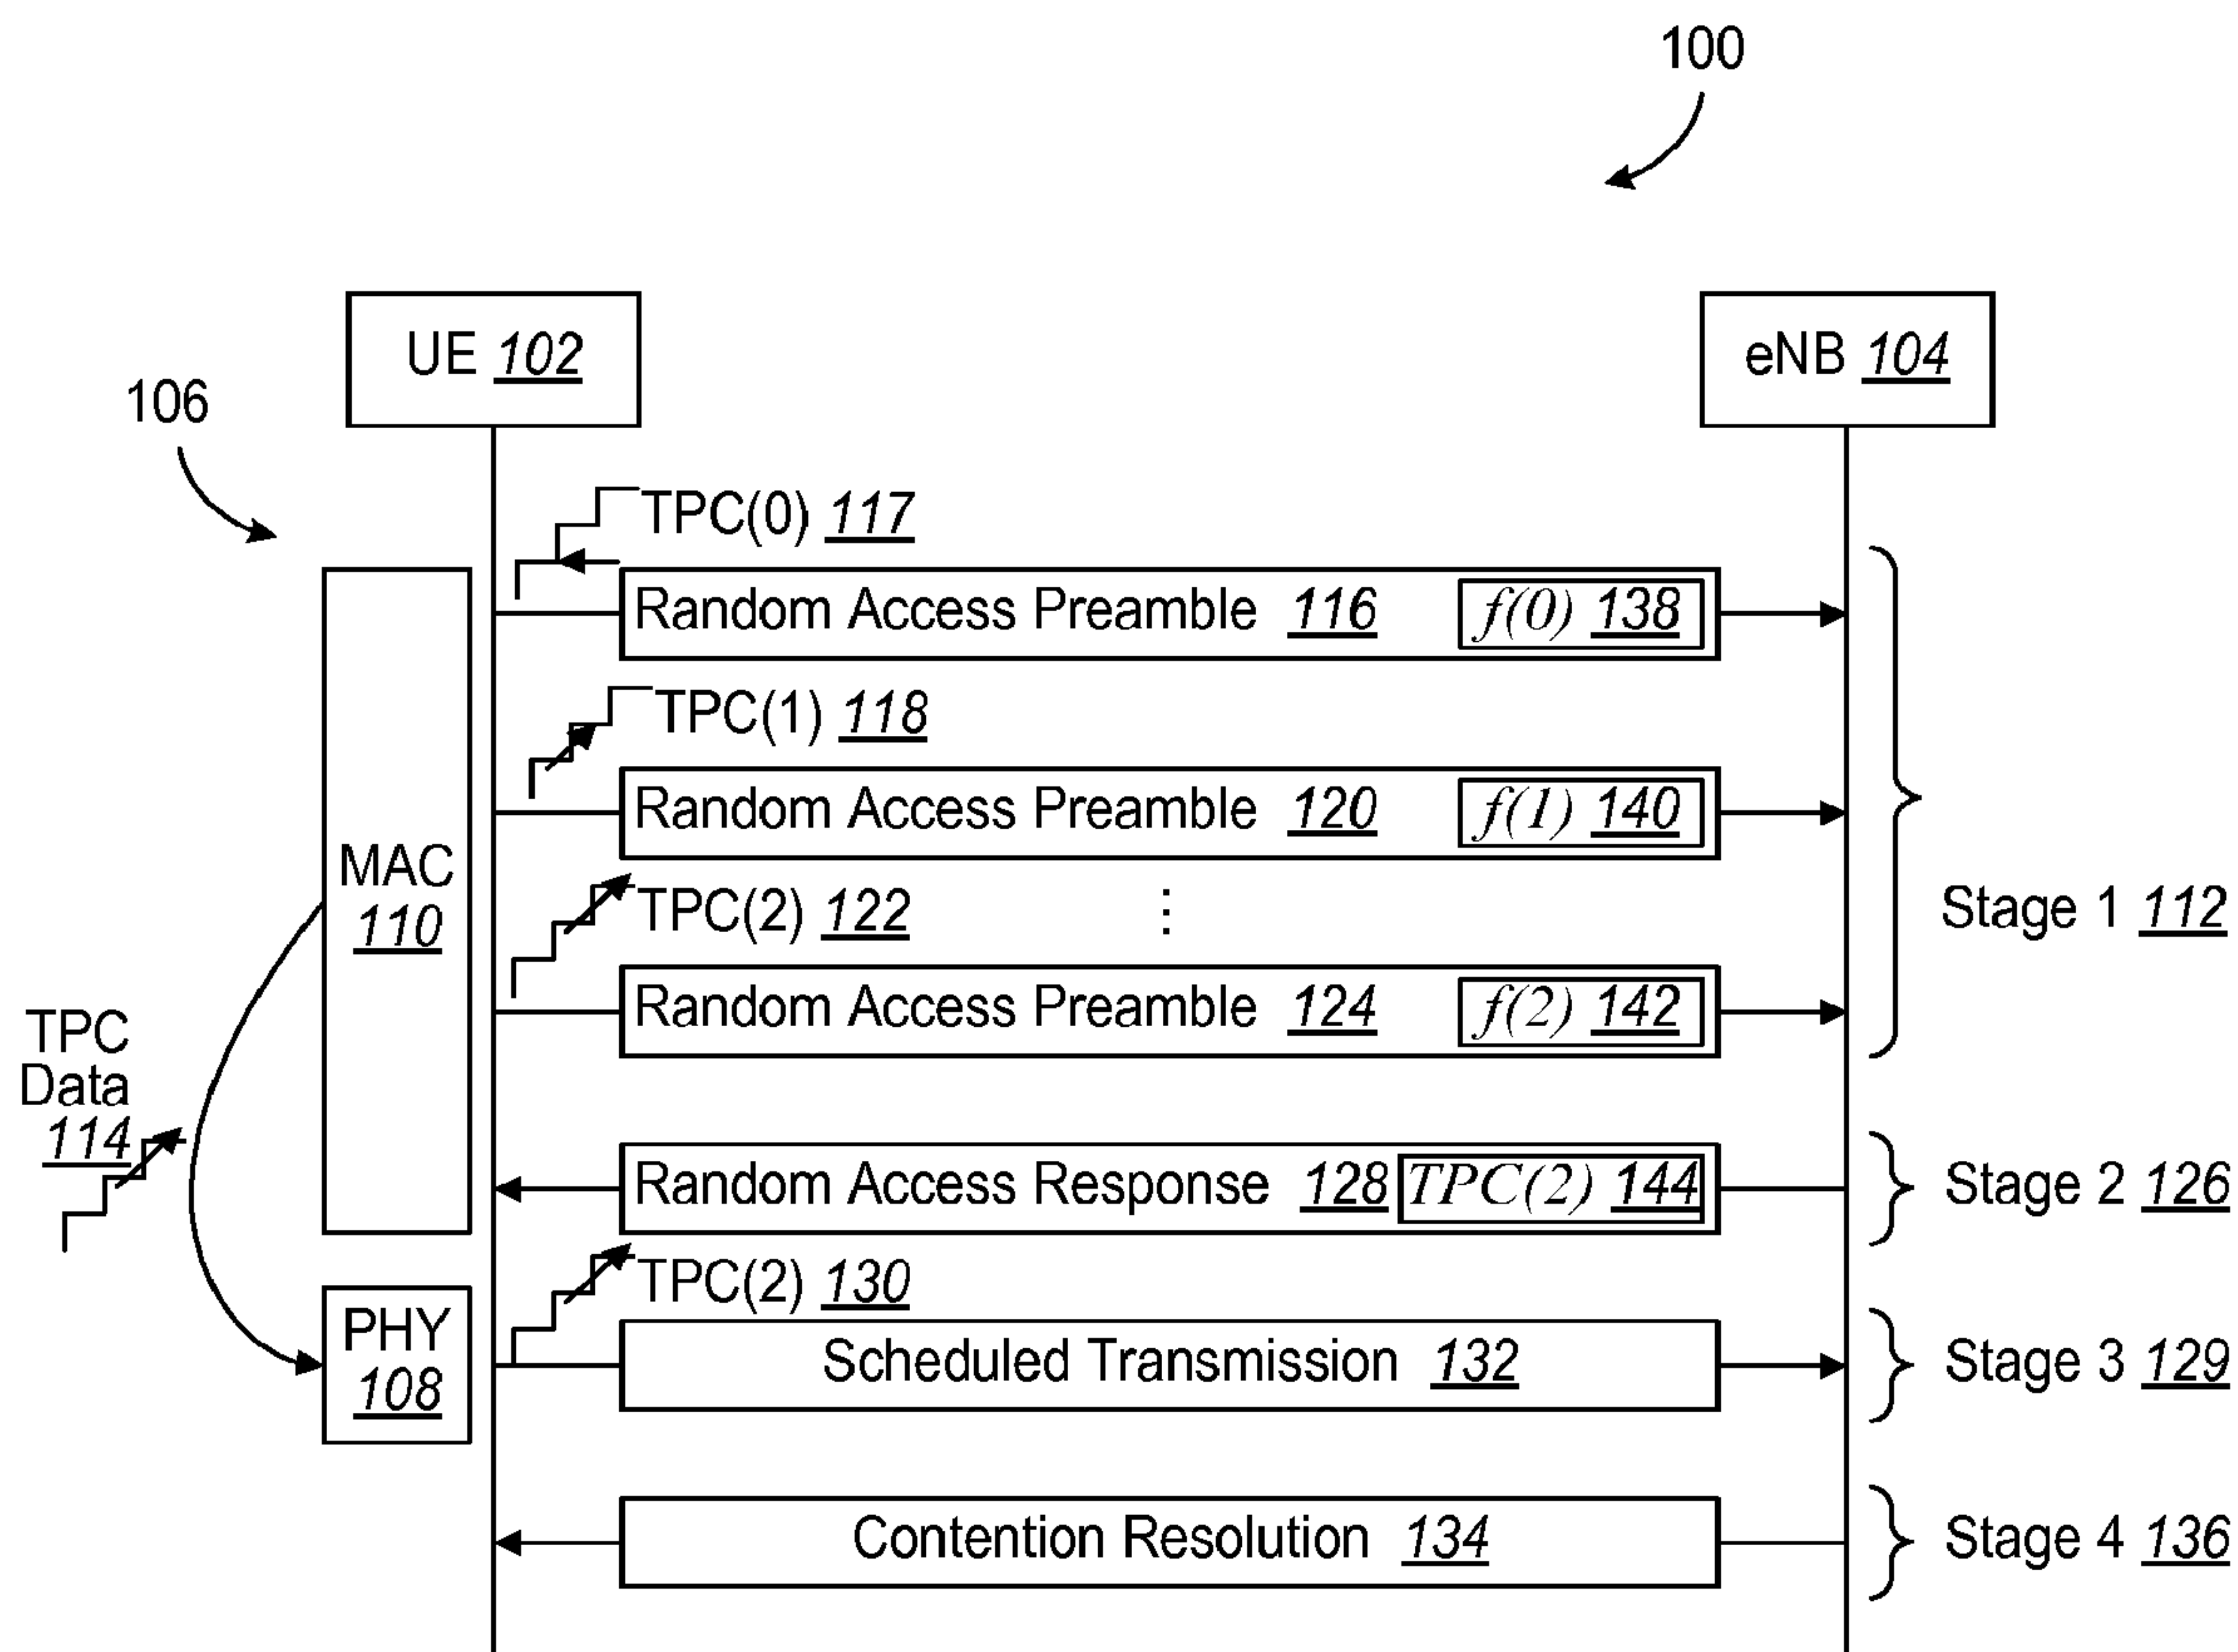 100
UE 102
eNB 104
106
TPC(0) 117
Random Access Preamble 116 f(0) 138
TPC(1) 118
Random Access Preamble 120 f(1) 140
MAC
110
TPC(2) 122
⋮
Stage 1 112
Random Access Preamble 124 f(2) 142
TPC
Data
114
Random Access Response 128 TPC(2) 144
Stage 2 126
TPC(2) 130
PHY
108
Scheduled Transmission 132
Stage 3 129
Contention Resolution 134
Stage 4 136